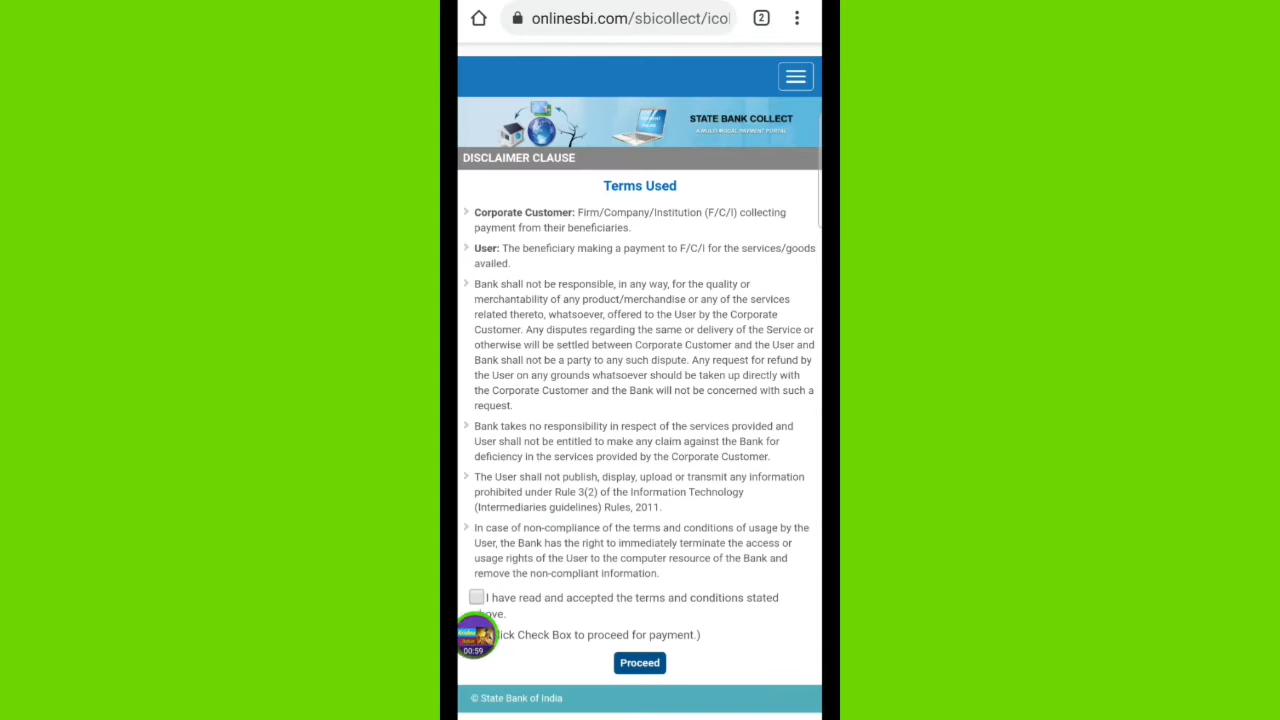 onlinesbi.com/sbicollect/icol
2
STATE BANK COLLECT
A MULTI-MODAL PAYMENT PORTAL
DISCLAIMER CLAUSE
Terms Used
Corporate Customer: Firm/Company/Institution (F/C/I) collecting
payment from their beneficiaries.
User: The beneficiary making a payment to F/C/I for the services/goods
availed.
Bank shall not be responsible, in any way, for the quality or
merchantability of any product/merchandise or any of the services
related thereto, whatsoever, offered to the User by the Corporate
Customer. Any disputes regarding the same or delivery of the Service or
otherwise will be settled between Corporate Customer and the User and
Bank shall not be a party to any such dispute. Any request for refund by
the User on any grounds whatsoever should be taken up directly with
the Corporate Customer and the Bank will not be concerned with such a
request.
Bank takes no responsibility in respect of the services provided and
User shall not be entitled to make any claim against the Bank for
deficiency in the services provided by the Corporate Customer.
The User shall not publish, display, upload or transmit any information
prohibited under Rule 3(2) of the Information Technology
(Intermediaries guidelines) Rules, 2011.
In case of non-compliance of the terms and conditions of usage by the
User, the Bank has the right to immediately terminate the access or
usage rights of the User to the computer resource of the Bank and
remove the non-compliant information.
I have read and accepted the terms and conditions stated
ove.
ick Check Box to proceed for payment.)
00:59
Proceed
© State Bank of India